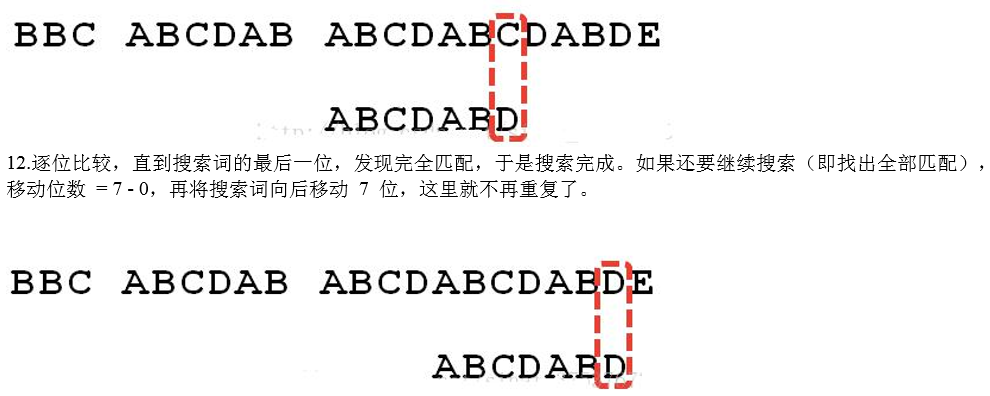 BBC ABCDAB ABCDABCDABDE
ABCDABD
12.逐位比较，直到搜索词的最后一位，发现完全匹配，于是搜索完成。如果还要继续搜索（即找出全部匹配），
移动位数 = 7 - 0，再将搜索词向后移动 7 位，这里就不再重复了。
BBC ABCDAB ABCDABCDABDE
ABCDABD